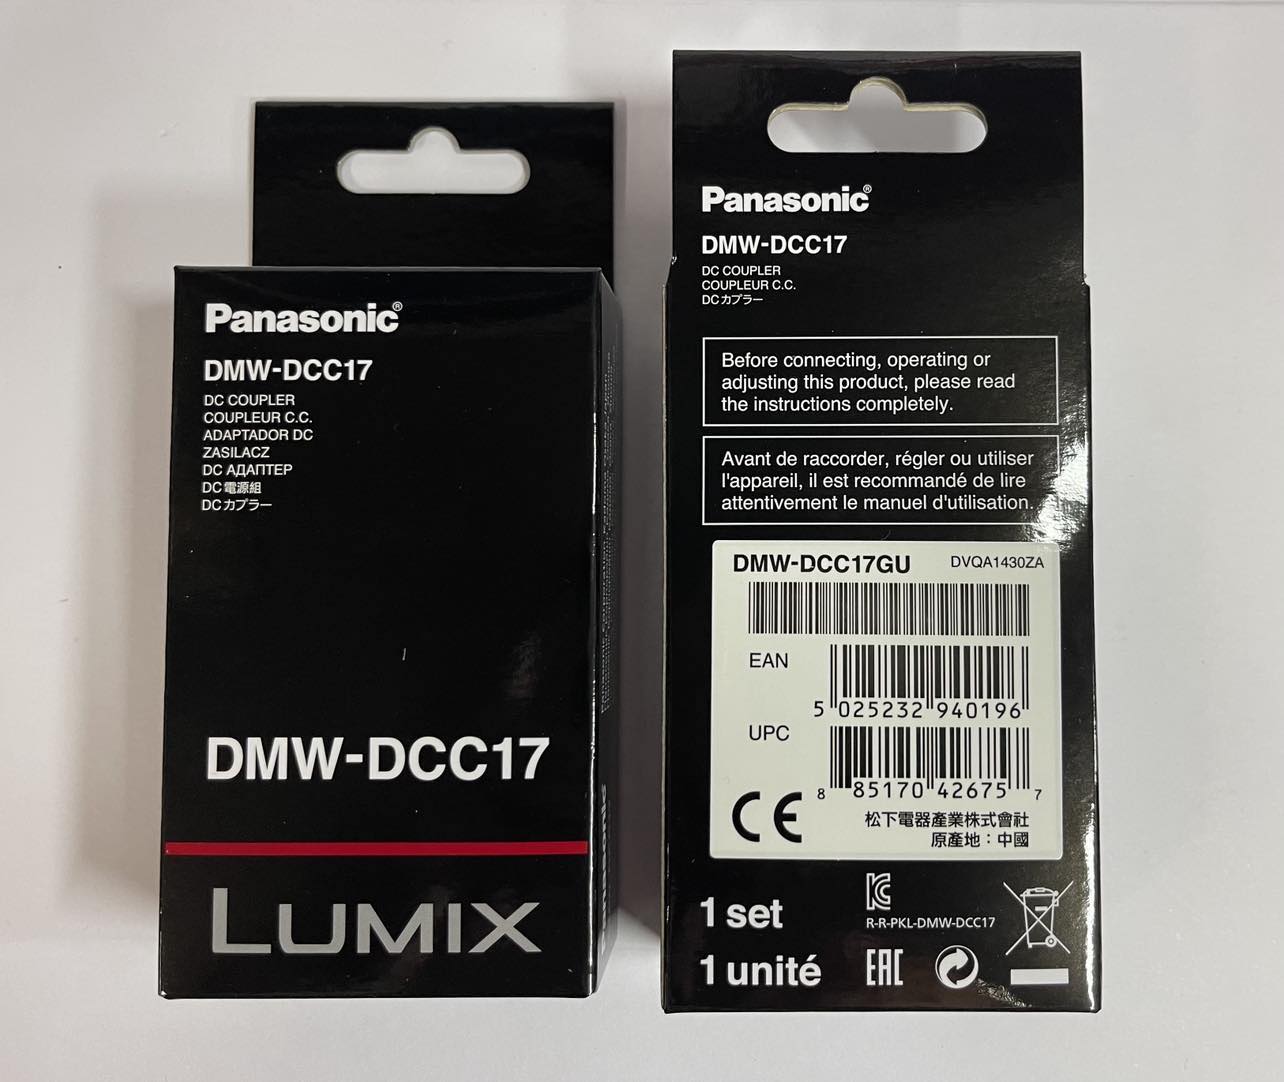 Panasonic®
DMW-DCC17
DC COUPLER
COUPLEUR C.C.
ADAPTADOR DC
ZASILACZ
DC АДАПТЕР
DC電源組
DCカプラー
DMW-DCC17
LUMIX
Panasonic®
DMW-DCC17
DC COUPLER
COUPLEUR C.C.
DCカプラー
Before connecting, operating or
adjusting this product, please read
the instructions completely.
Avant de raccorder, régler ou utiliser
l'appareil, il est recommandé de lire
attentivement le manuel d'utilisation.
DMW-DCC17GU DVQA1430ZA
EAN
5 025232 940196
UPC
8 85170 42675 7
CE
松下電器產業株式會社
原產地：中國
1 set
R-R-PKL-DMW-DCC17
1 unité
EAC